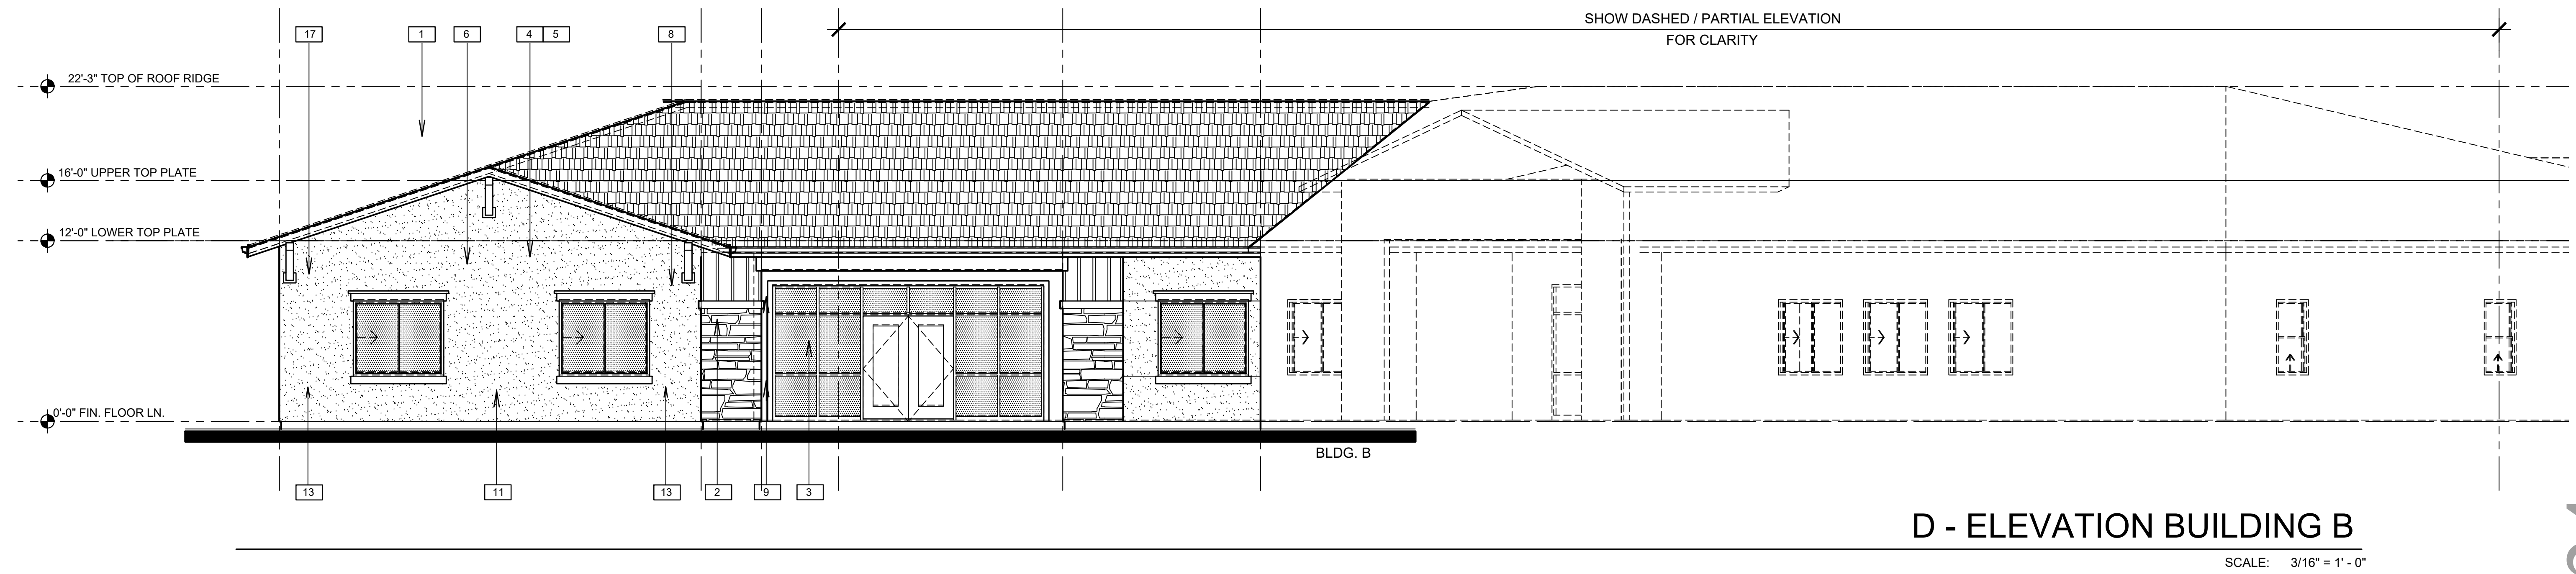 SHOW DASHED / PARTIAL ELEVATION
FOR CLARITY
17 1 6 4 5 8
22'-3" TOP OF ROOF RIDGE
16'-0" UPPER TOP PLATE
12'-0" LOWER TOP PLATE
0'-0" FIN. FLOOR LN.
BLDG. B
13 11 13 2 9 3
D - ELEVATION BUILDING B
SCALE: 3/16" = 1' - 0"